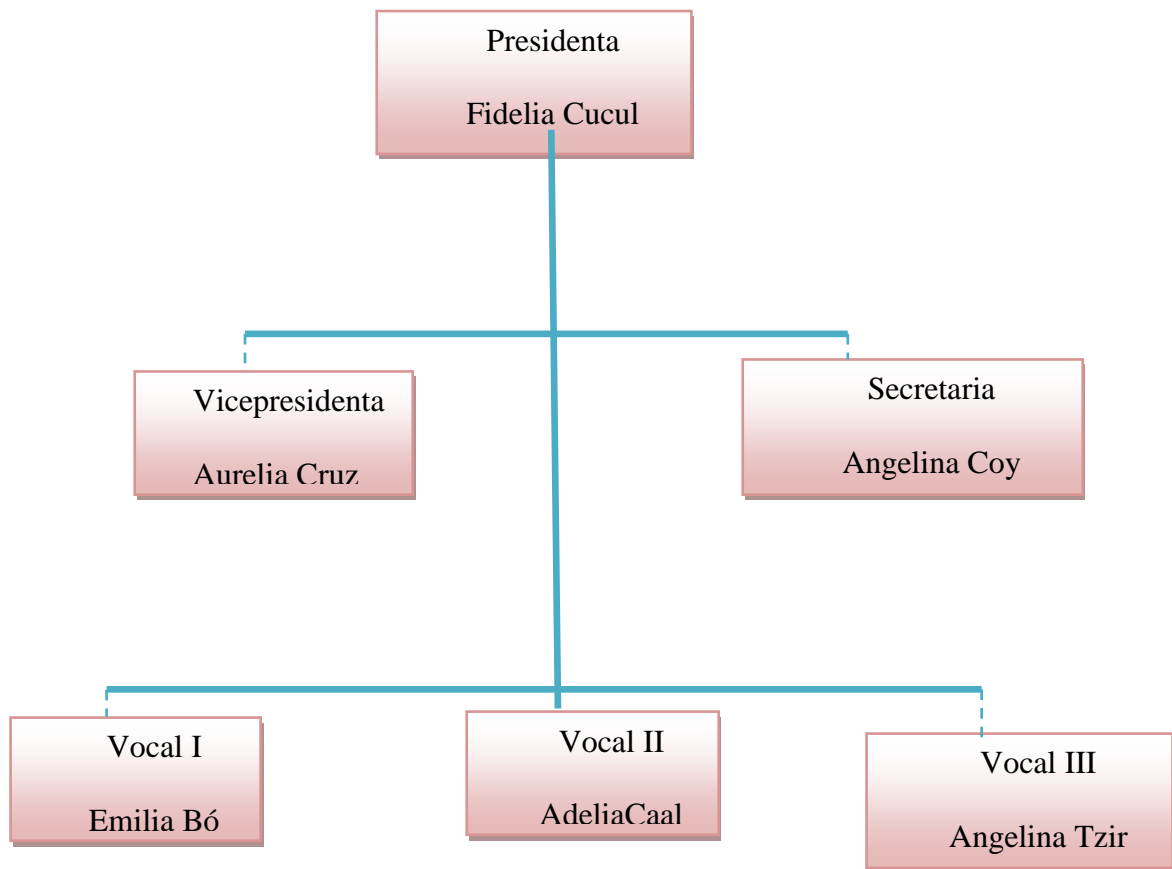 Presidenta
Fidelia Cucul
Vicepresidenta
Aurelia Cruz
Secretaria
Angelina Coy
Vocal I
Emilia Bó
Vocal II
AdeliaCaal
Vocal III
Angelina Tzir